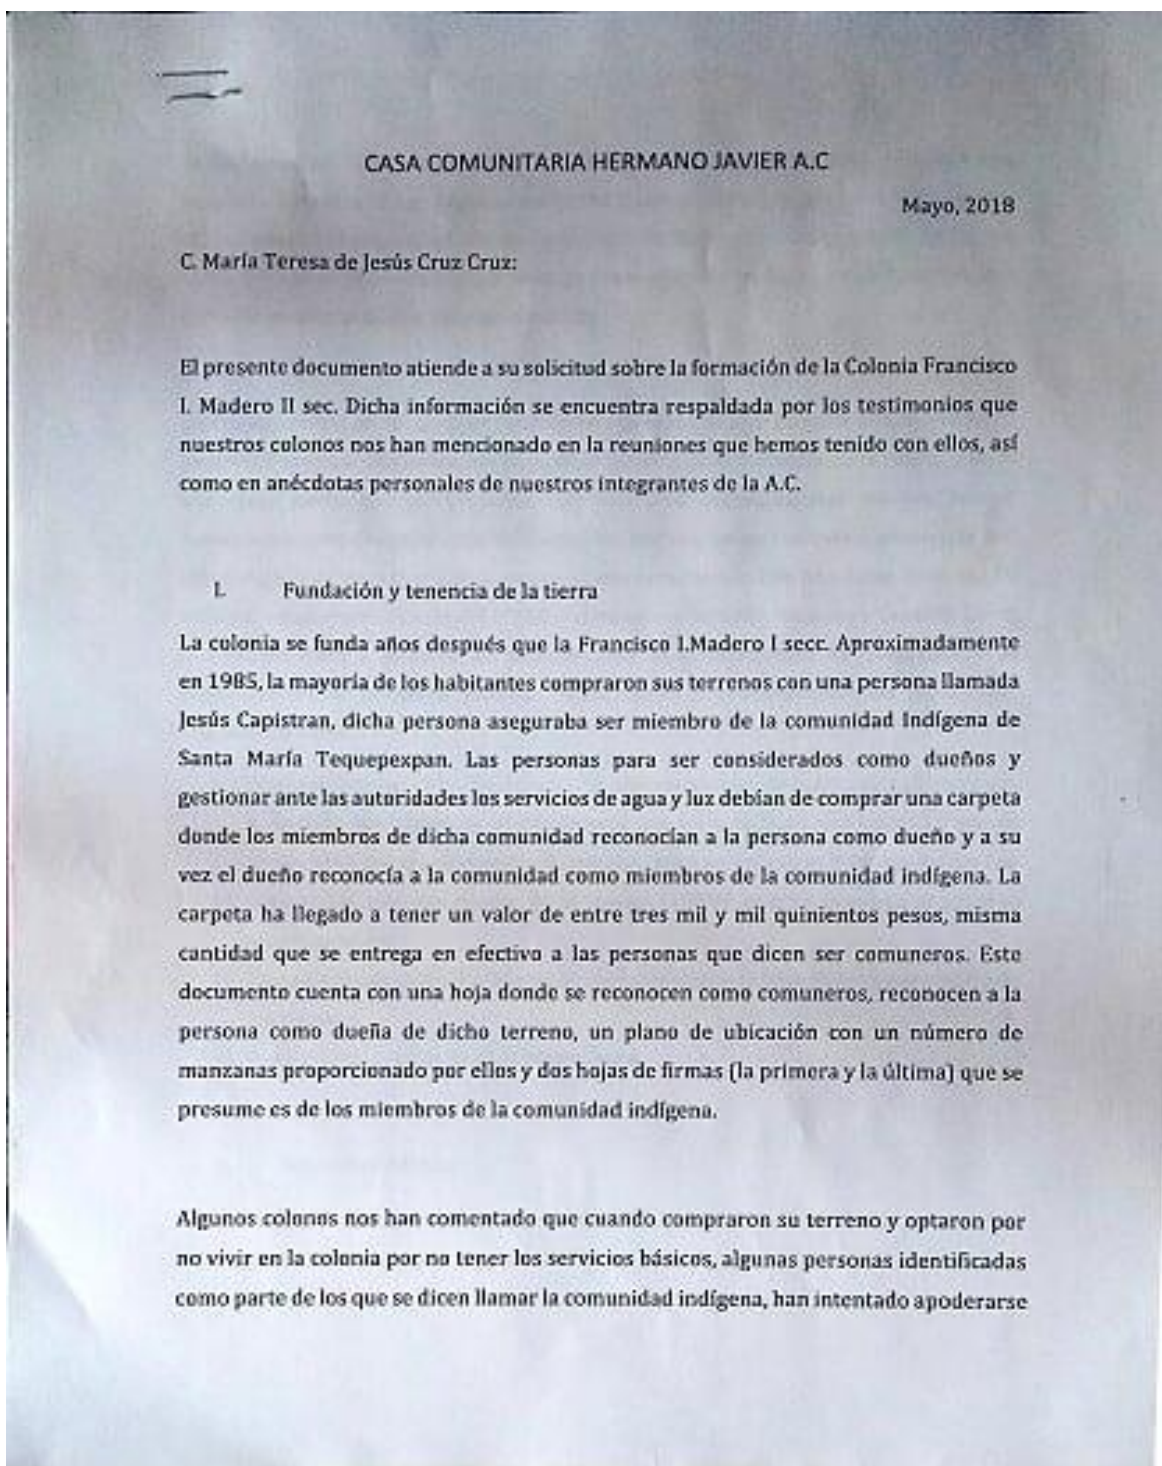 CASA COMUNITARIA HERMANO JAVIER A.C
Mayo, 2018
C. María Teresa de Jesús Cruz Cruz:
El presente documento atiende a su solicitud sobre la formación de la Colonia Francisco
I. Madero II sec. Dicha información se encuentra respaldada por los testimonios que
nuestros colonos nos han mencionado en la reuniones que hemos tenido con ellos, así
como en anécdotas personales de nuestros integrantes de la A.C.
I. Fundación y tenencia de la tierra
La colonia se funda años después que la Francisco I.Madero I secc. Aproximadamente
en 1985, la mayoría de los habitantes compraron sus terrenos con una persona llamada
Jesús Capistran, dicha persona aseguraba ser miembro de la comunidad Indígena de
Santa María Tequepexpan. Las personas para ser considerados como dueños y
gestionar ante las autoridades los servicios de agua y luz debían de comprar una carpeta
donde los miembros de dicha comunidad reconocían a la persona como dueño y a su
vez el dueño reconocía a la comunidad como miembros de la comunidad indígena. La
carpeta ha llegado a tener un valor de entre tres mil y mil quinientos pesos, misma
cantidad que se entrega en efectivo a las personas que dicen ser comuneros. Este
documento cuenta con una hoja donde se reconocen como comuneros, reconocen a la
persona como dueña de dicho terreno, un plano de ubicación con un número de
manzanas proporcionado por ellos y dos hojas de firmas (la primera y la última) que se
presume es de los miembros de la comunidad indígena.
Algunos colonos nos han comentado que cuando compraron su terreno y optaron por
no vivir en la colonia por no tener los servicios básicos, algunas personas identificadas
como parte de los que se dicen llamar la comunidad indígena, han intentado apoderarse